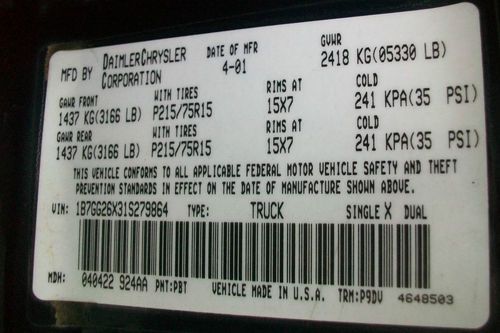 MFD BY DAIMLERCHRYSLER CORPORATION DATE OF MFR 4-01 GVWR 2418 KG(05330 LB)
GAWR FRONT WITH TIRES RIMS AT COLD
1437 KG(3166 LB) P215/75R15 15X7 241 KPA(35 PSI)
GAWR REAR WITH TIRES RIMS AT COLD
1437 KG(3166 LB) P215/75R15 15X7 241 KPA(35 PSI)
THIS VEHICLE CONFORMS TO ALL APPLICABLE FEDERAL MOTOR VEHICLE SAFETY AND THEFT
PREVENTION STANDARDS IN EFFECT ON THE DATE OF MANUFACTURE SHOWN ABOVE.
VIN: 1B7GG26X31S279864 TYPE: TRUCK SINGLE X DUAL
MDH: 040422 924AA PNT:PBT VEHICLE MADE IN U.S.A. TRM:P9DV 4648503